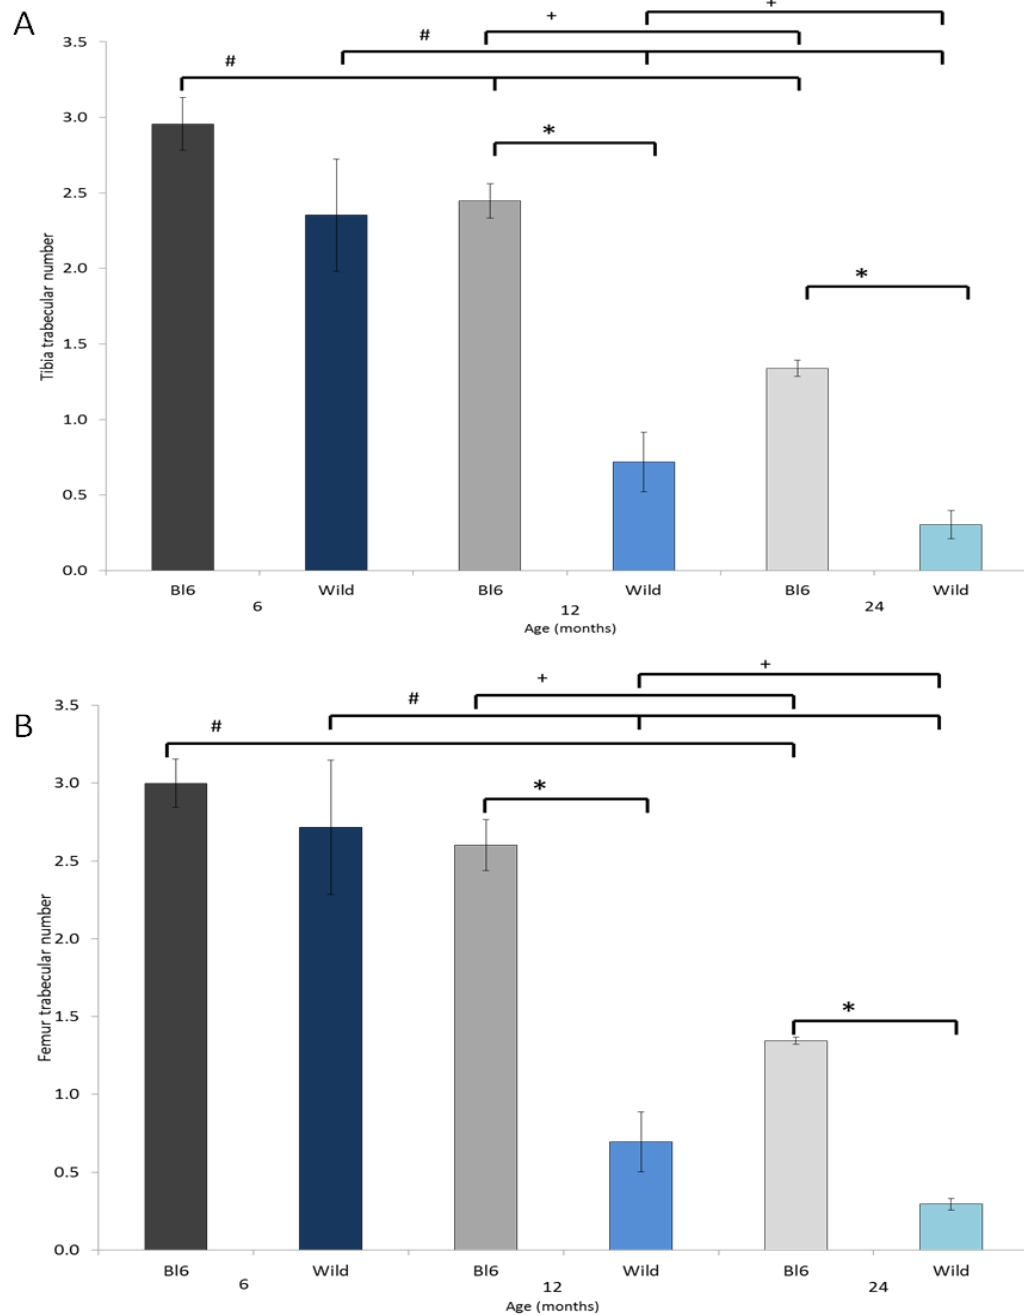 A
+
+
#
#
*
*
3.5
3.0
2.5
2.0
1.5
1.0
0.5
0.0
Tibia trabecular number
Bl6 Wild Bl6 Wild Bl6 Wild
6 12 24
Age (months)
B
+
+
#
#
*
*
3.5
3.0
2.5
2.0
1.5
1.0
0.5
0.0
Femur trabecular number
Bl6 Wild Bl6 Wild Bl6 Wild
6 12 24
Age (months)